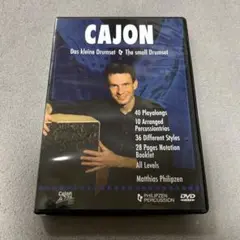 CAJON
Das kleine Drumset & The small Drumset
40 Playalongs
10 Arranged
Percussiontrios
36 Different Styles
28 Pages Notation
Booklet
All Levels
Matthias Philipzen
PHILIPZEN
PERCUSSION
DVD